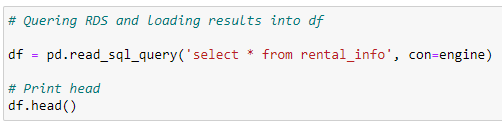 # Quering RDS and loading results into df
df = pd.read_sql_query('select * from rental_info', con=engine)
# Print head
df.head()